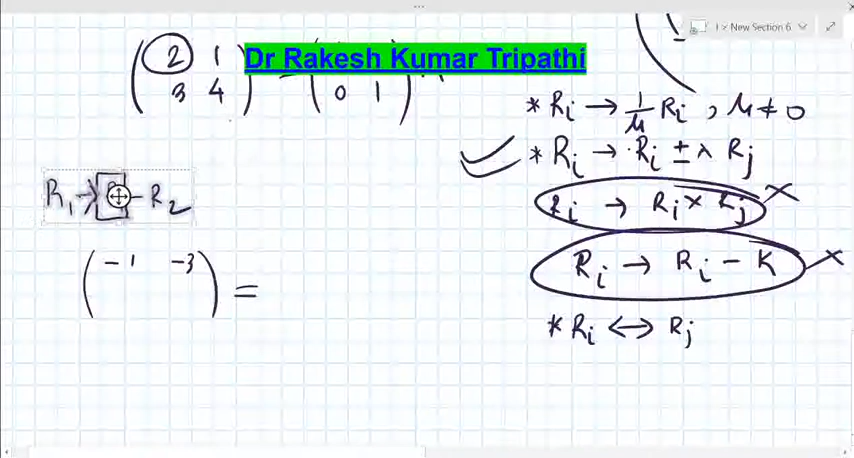 1 > New Section 6
( 2 1
Dr Rakesh Kumar Tripathi
3 4 ) ( 0 1 )
* Ri → 1/μ Ri , μ ≠ 0
* Ri → Ri ± λ Rj
Ri → Ri × Rj ×
R1 → - R2
Ri → Ri - K ×
( -1 -3 ) =
* Ri ↔ Rj